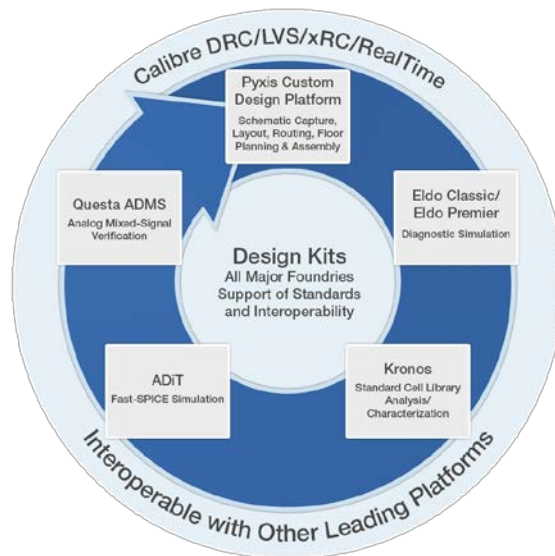 Calibre DRC/LVS/xRC/RealTime
Pyxis Custom
Design Platform
Schematic Capture,
Layout, Routing, Floor
Planning & Assembly
Questa ADMS
Analog Mixed-Signal
Verification
Eldo Classic/
Eldo Premier
Diagnostic Simulation
Design Kits
All Major Foundries
Support of Standards
and Interoperability
ADiT
Fast-SPICE Simulation
Kronos
Standard Cell Library
Analysis/
Characterization
Interoperable with Other Leading Platforms